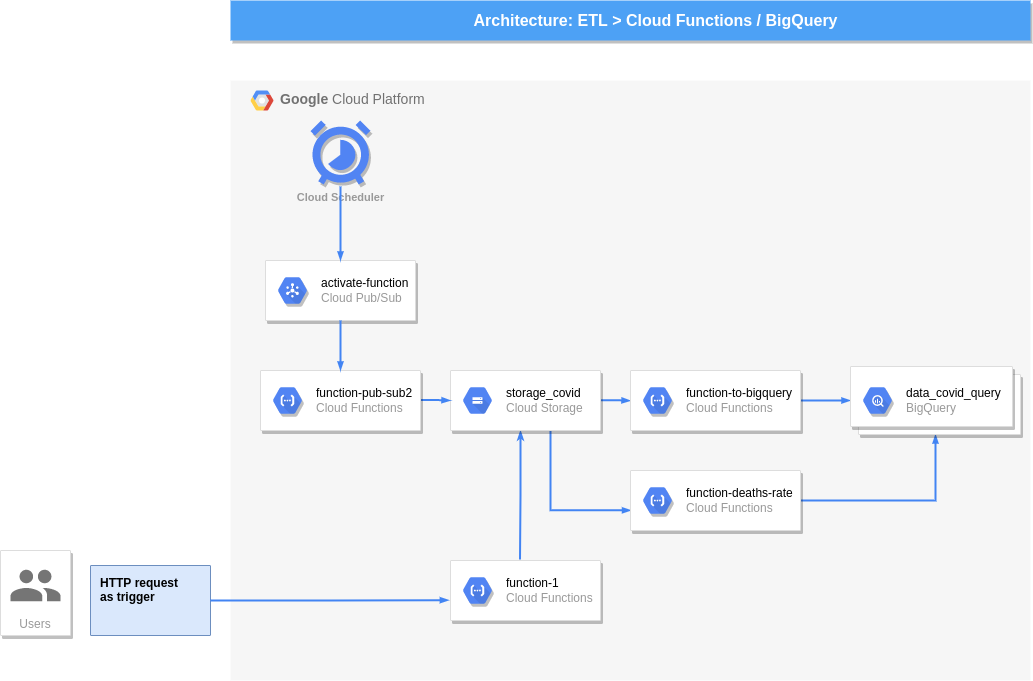 Architecture: ETL > Cloud Functions / BigQuery
Google Cloud Platform
Cloud Scheduler
activate-function
Cloud Pub/Sub
function-pub-sub2
Cloud Functions
storage_covid
Cloud Storage
function-to-bigquery
Cloud Functions
data_covid_query
BigQuery
function-deaths-rate
Cloud Functions
Users
HTTP request
as trigger
function-1
Cloud Functions